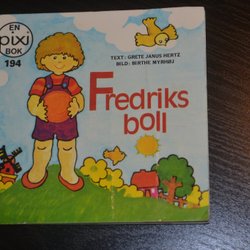 EN
pixi
BOK
194
TEXT: GRETE JANUS HERTZ
BILD: BIRTHE MYRHØJ
Fredriks
boll